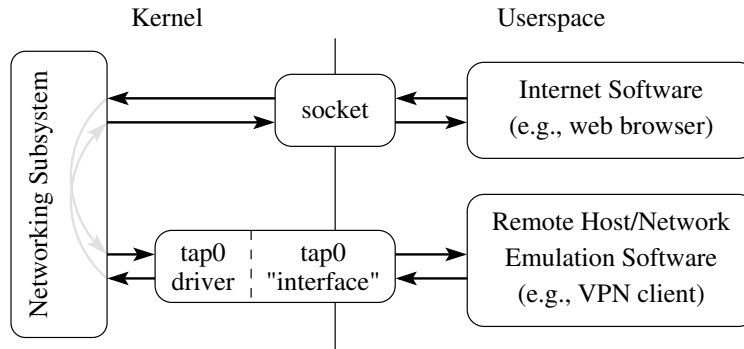 Kernel
Userspace
Networking Subsystem
socket
Internet Software
(e.g., web browser)
tap0
driver
tap0
"interface"
Remote Host/Network
Emulation Software
(e.g., VPN client)